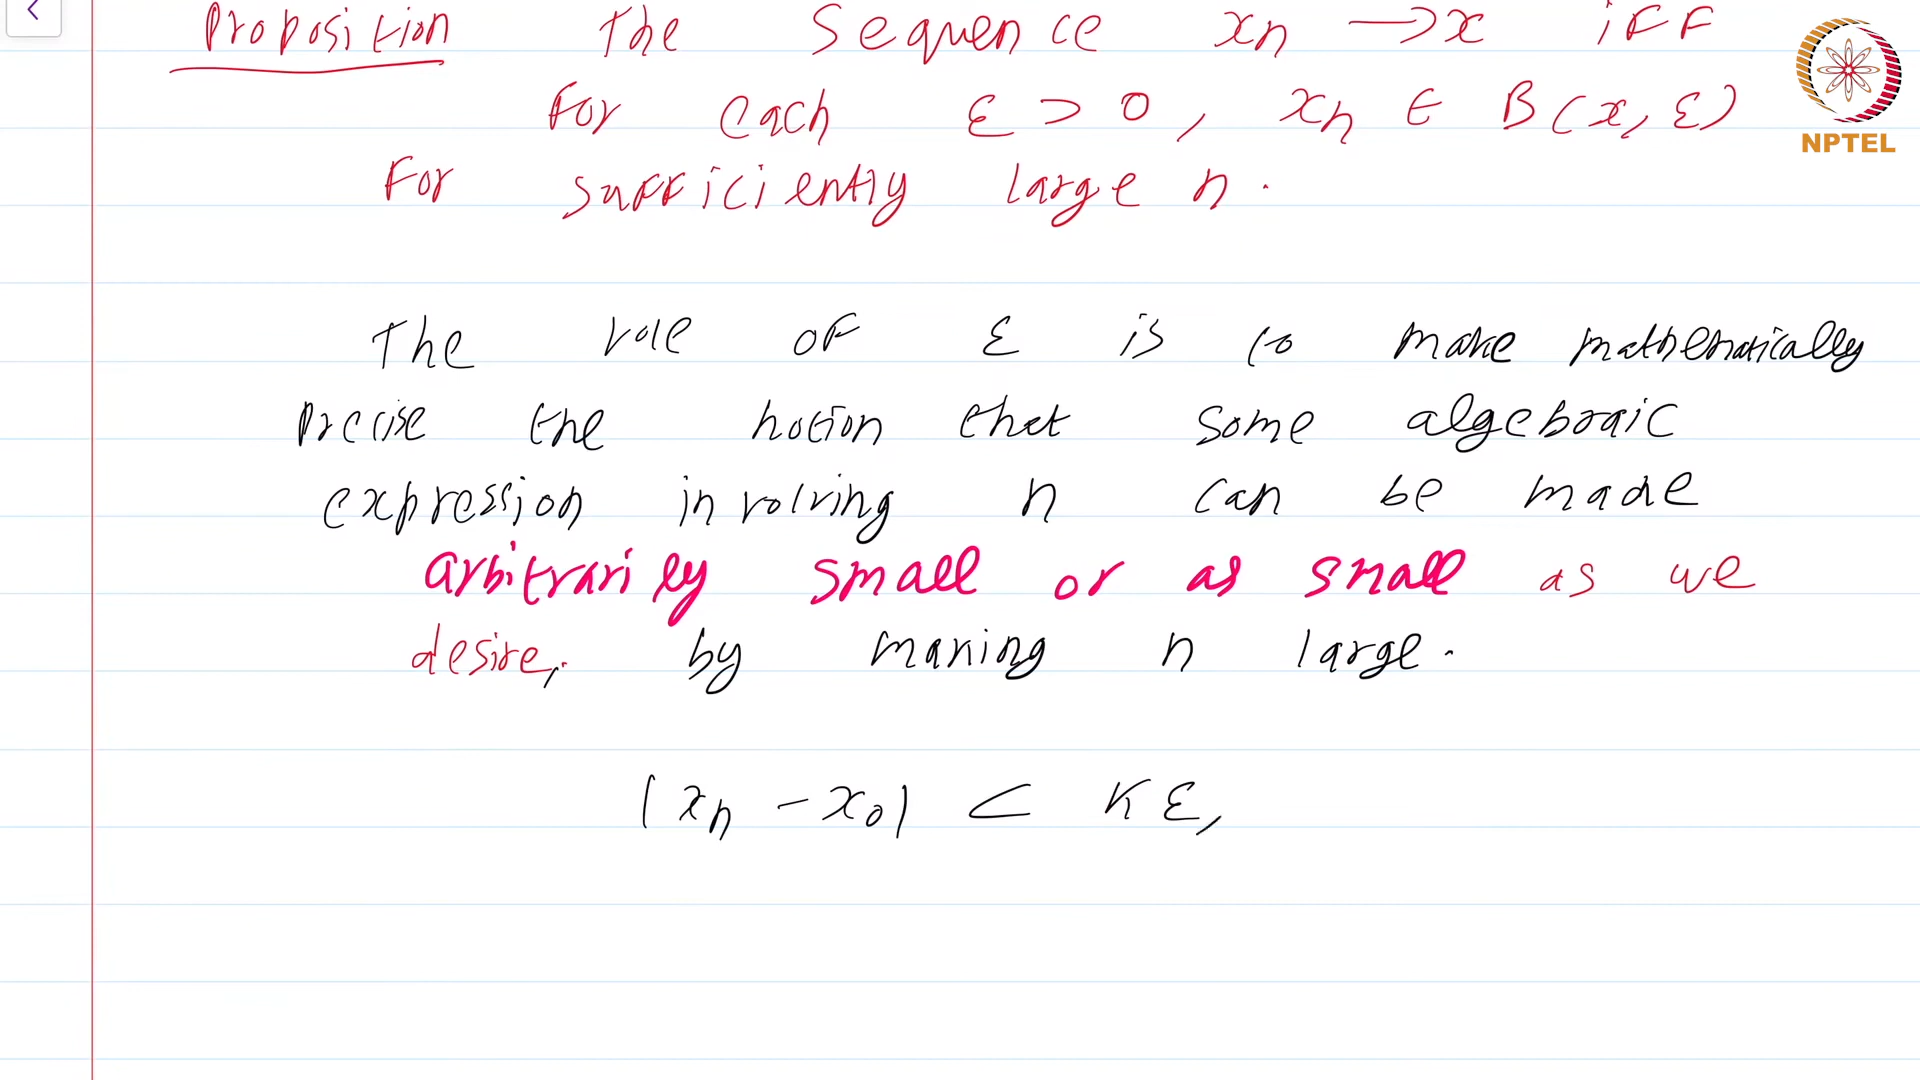 Proposition The sequence xn → x iff
For each ε > 0, xn ∈ B(x, ε)
For sufficiently large n.
NPTEL
The role of ε is to make mathematically
precise the notion that some algebraic
expression involving n can be made
arbitrarily small or as small as we
desire, by making n large.
|xn - x0| < Kε,